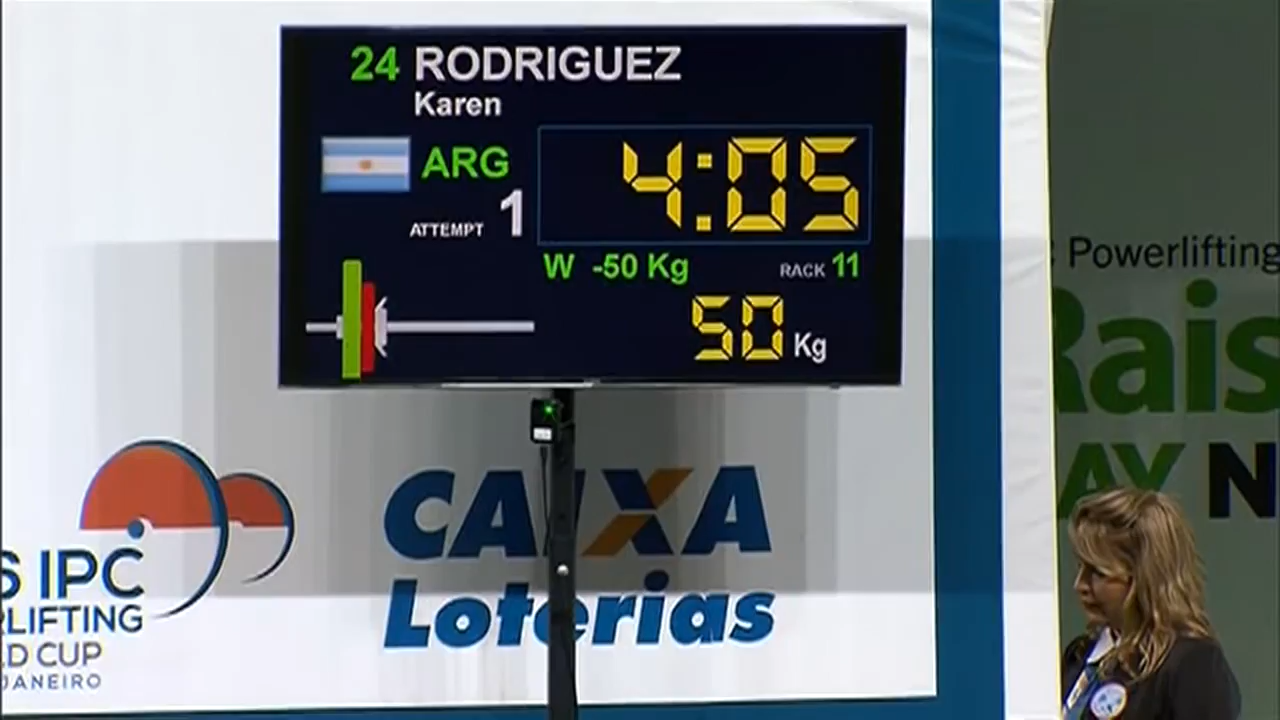 24 RODRIGUEZ
Karen
ARG
4:05
ATTEMPT 1
W -50 Kg
RACK 11
50 Kg
Powerlifting
Rais
AY N
CAIXA
Loterias
IPC
LIFTING
D CUP
JANEIRO